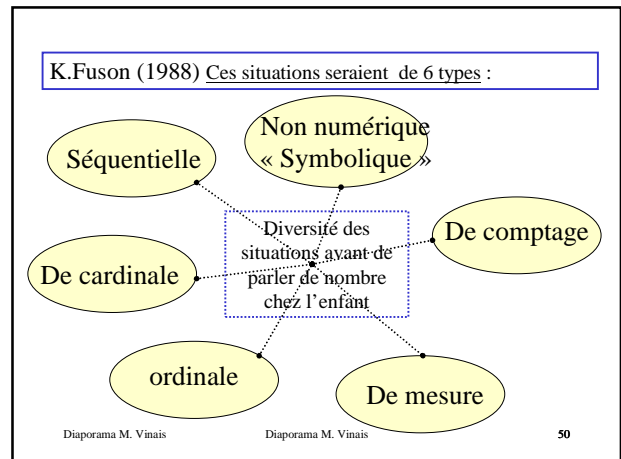 K.Fuson (1988) Ces situations seraient  de 6 types :
Non numérique
« Symbolique »
Séquentielle
De comptage
Diversité des
situations avant de
parler de nombre
chez l’enfant
De cardinale
ordinale
De mesure
Diaporama M. Vinais
Diaporama M. Vinais
50